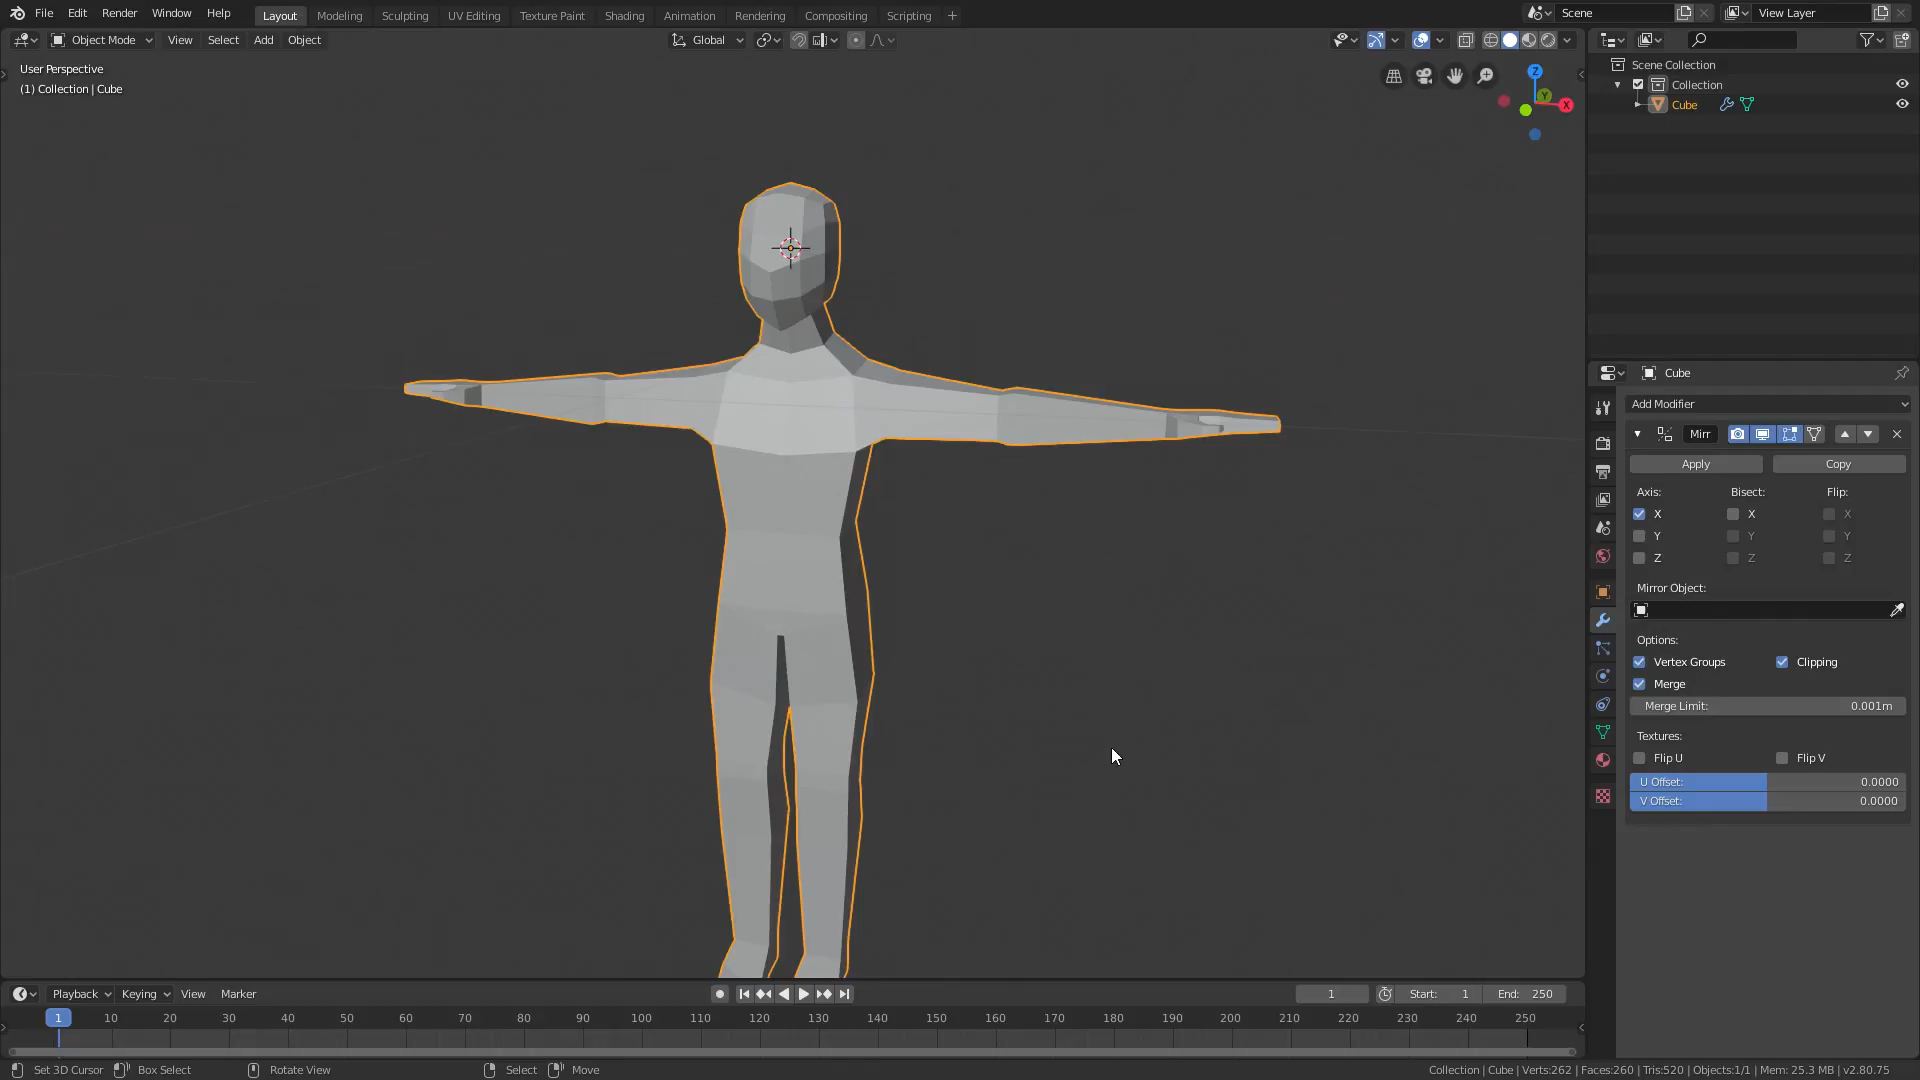 File Edit Render Window Help
Layout Modeling Sculpting UV Editing Texture Paint Shading Animation Rendering Compositing Scripting +
Scene
View Layer
Object Mode View Select Add Object
Global
User Perspective
(1) Collection | Cube
Z
Y
X
Scene Collection
Collection
Cube
Cube
Add Modifier
Mirr
Apply Copy
Axis: Bisect: Flip:
X X X
Y Y Y
Z Z Z
Mirror Object:
Options:
Vertex Groups Clipping
Merge
Merge Limit: 0.001m
Textures:
Flip U Flip V
U Offset: 0.0000
V Offset: 0.0000
Playback Keying View Marker
1 Start: 1 End: 250
1 10 20 30 40 50 60 70 80 90 100 110 120 130 140 150 160 170 180 190 200 210 220 230 240 250
Set 3D Cursor Box Select Rotate View Select Move
Collection | Cube | Verts:262 | Faces:260 | Tris:520 | Objects:1/1 | Mem: 25.3 MB | v2.80.75